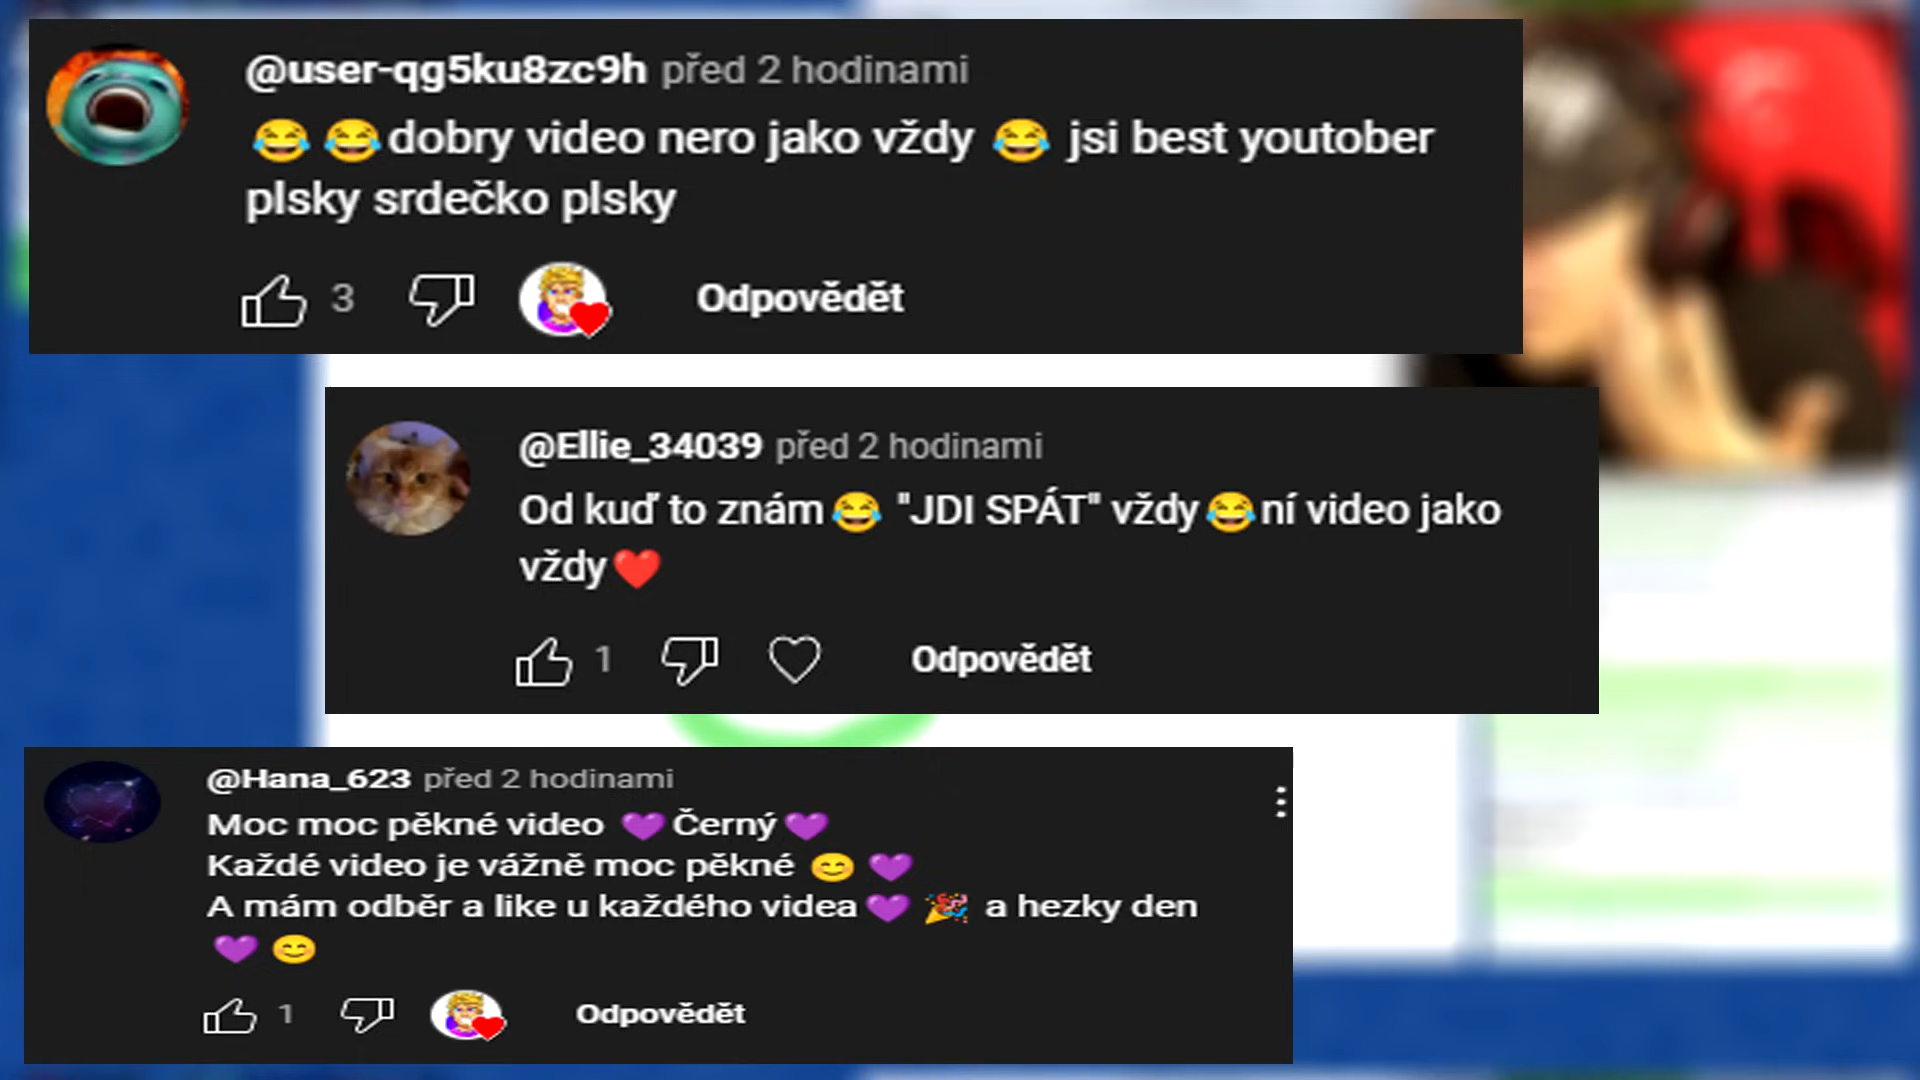 @user-qg5ku8zc9h před 2 hodinami
😂😂dobry video nero jako vždy 😂 jsi best youtober
plsky srdečko plsky
3 Odpovědět
@Ellie_34039 před 2 hodinami
Od kuď to znám😂 "JDI SPÁT" vždy😂ní video jako
vždy❤️
1 Odpovědět
@Hana_623 před 2 hodinami
Moc moc pěkné video 💜Černý💜
Každé video je vážně moc pěkné 😊 💜
A mám odběr a like u každého videa💜 🎉 a hezky den
💜 😊
1 Odpovědět